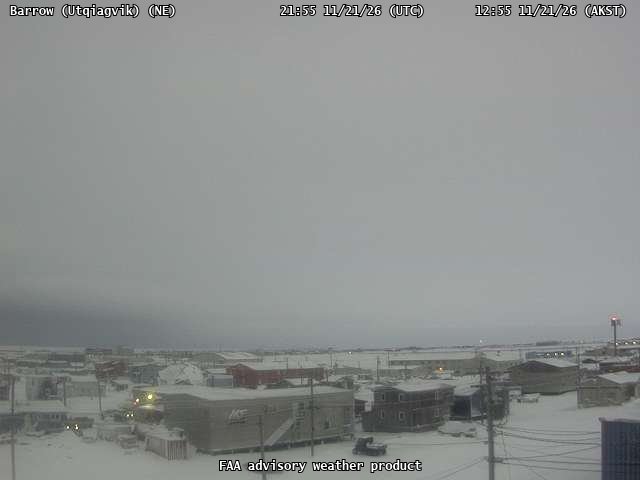 Barrow (Utqiagvik) (NE) 21:55 11/21/26 (UTC) 12:55 11/21/26 (AKST)
FAA advisory weather product